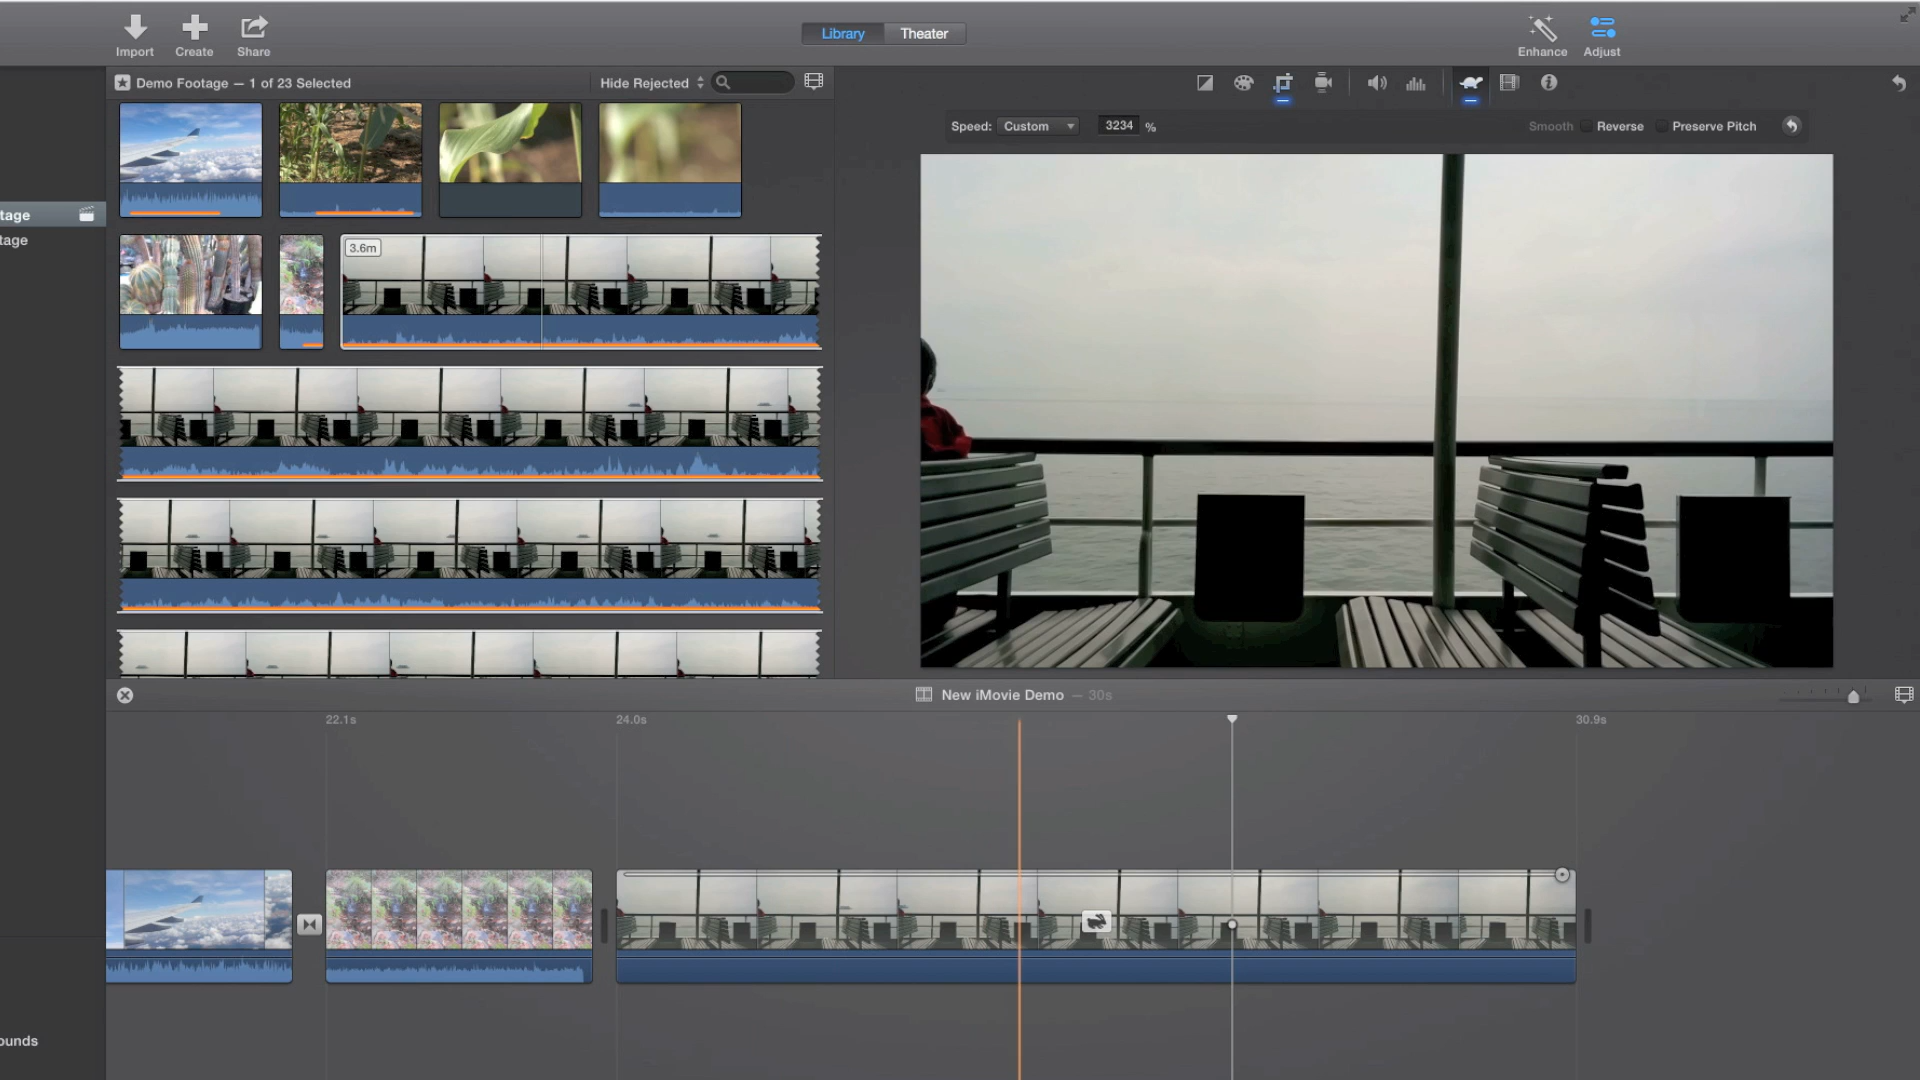 Import
Create
Share
Library
Theater
Enhance
Adjust
Demo Footage — 1 of 23 Selected
Hide Rejected
Speed: Custom 3234 %
Smooth Reverse Preserve Pitch
tage
tage
3.6m
New iMovie Demo — 30s
22.1s
24.0s
30.9s
ounds